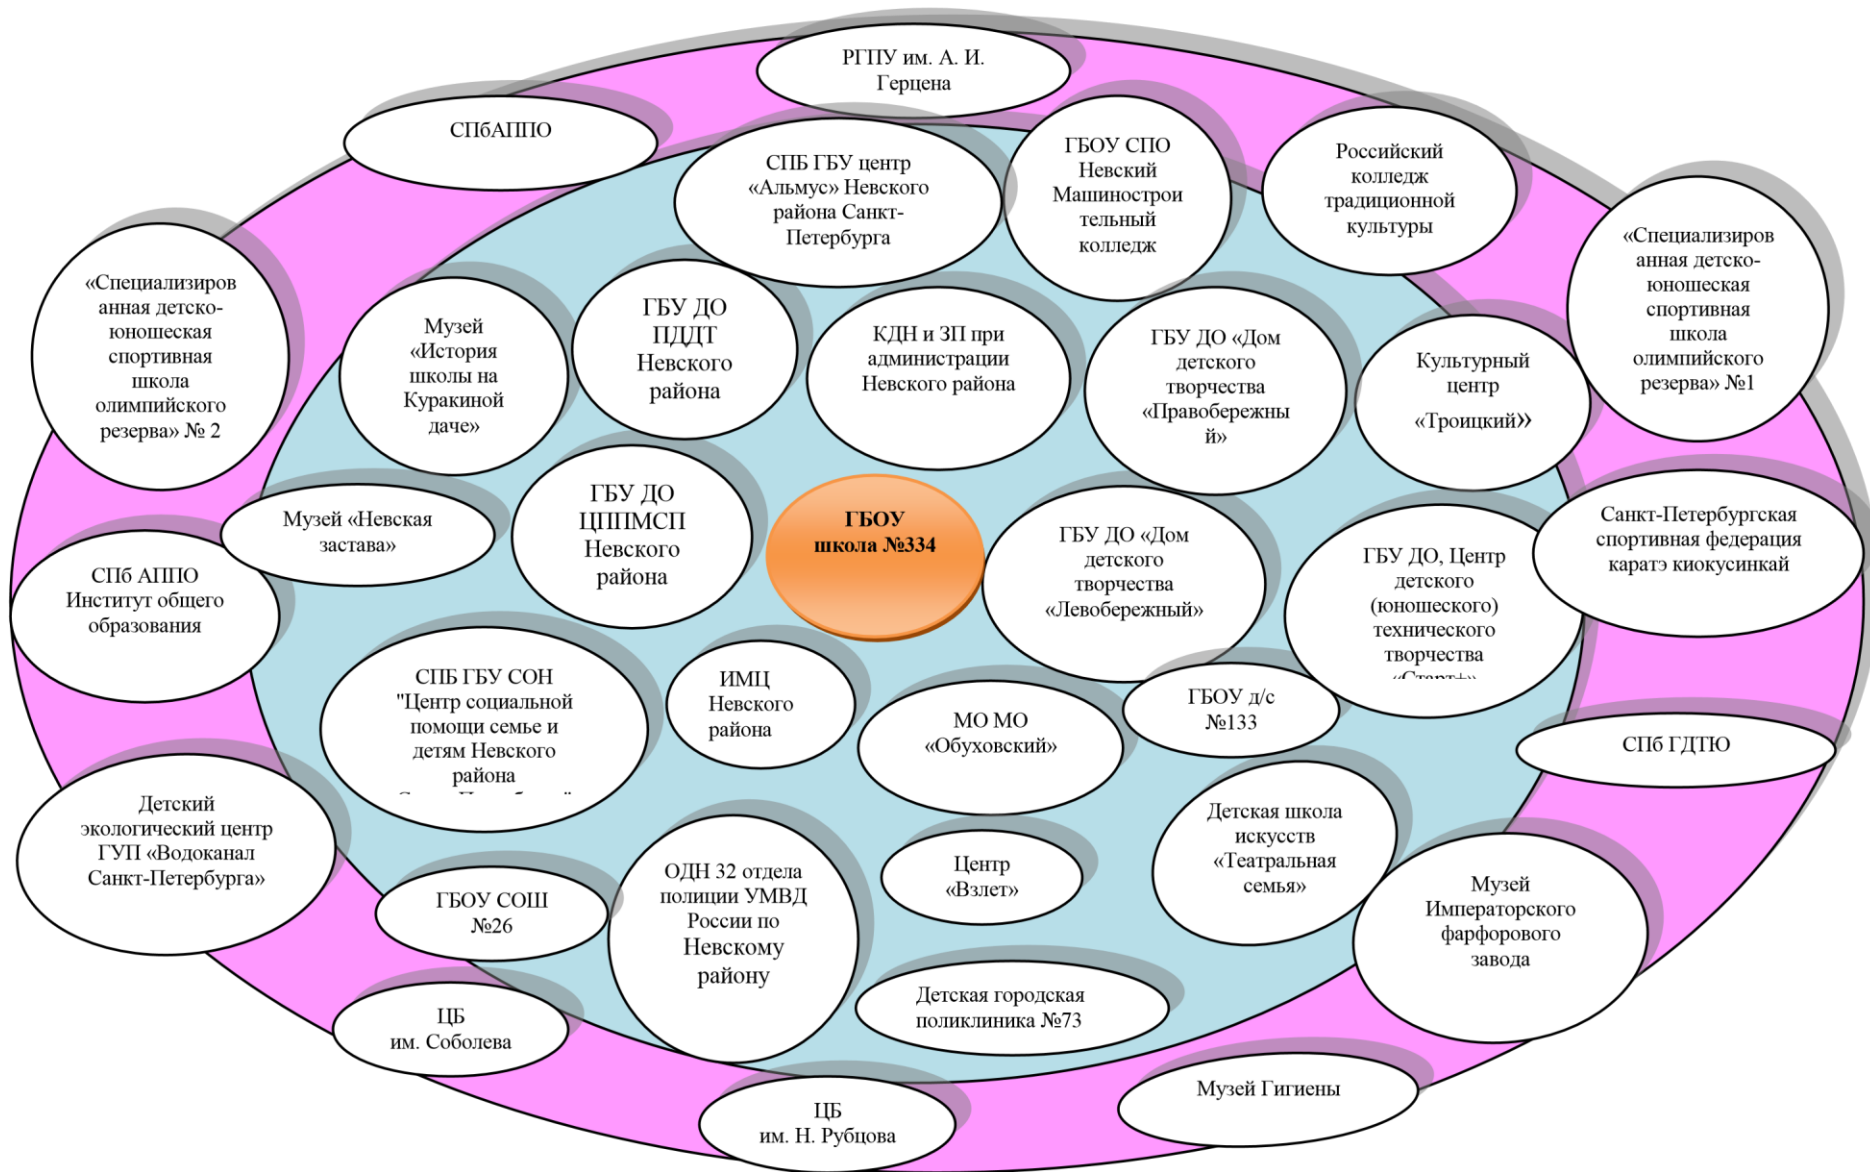 РГПУ им. А. И.
Герцена
СПбАППО
СПБ ГБУ центр
«Альмус» Невского
района Санкт-
Петербурга
ГБОУ СПО
Невский
Машинострои
тельный
колледж
Российский
колледж
традиционной
культуры
«Специализиров
анная детско-
юношеская
спортивная
школа
олимпийского
резерва» № 2
Музей
«История
школы на
Куракиной
даче»
ГБУ ДО
ПДДТ
Невского
района
КДН и ЗП при
администрации
Невского района
ГБУ ДО «Дом
детского
творчества
«Правобережны
й»
Культурный
центр
«Троицкий»
«Специализиров
анная детско-
юношеская
спортивная
школа
олимпийского
резерва» №1
Музей «Невская
застава»
ГБУ ДО
ЦППМСП
Невского
района
ГБОУ
школа №334
ГБУ ДО «Дом
детского
творчества
«Левобережный»
ГБУ ДО, Центр
детского
(юношеского)
технического
творчества
«Старт+»
Санкт-Петербургская
спортивная федерация
каратэ киокусинкай
СПб АППО
Институт общего
образования
СПБ ГБУ СОН
"Центр социальной
помощи семье и
детям Невского
района
ИМЦ
Невского
района
МО МО
«Обуховский»
ГБОУ д/с
№133
СПб ГДТЮ
Детский
экологический центр
ГУП «Водоканал
Санкт-Петербурга»
ГБОУ СОШ
№26
ОДН 32 отдела
полиции УМВД
России по
Невскому
району
Центр
«Взлет»
Детская школа
искусств
«Театральная
семья»
Музей
Императорского
фарфорового
завода
ЦБ
им. Соболева
Детская городская
поликлиника №73
ЦБ
им. Н. Рубцова
Музей Гигиены